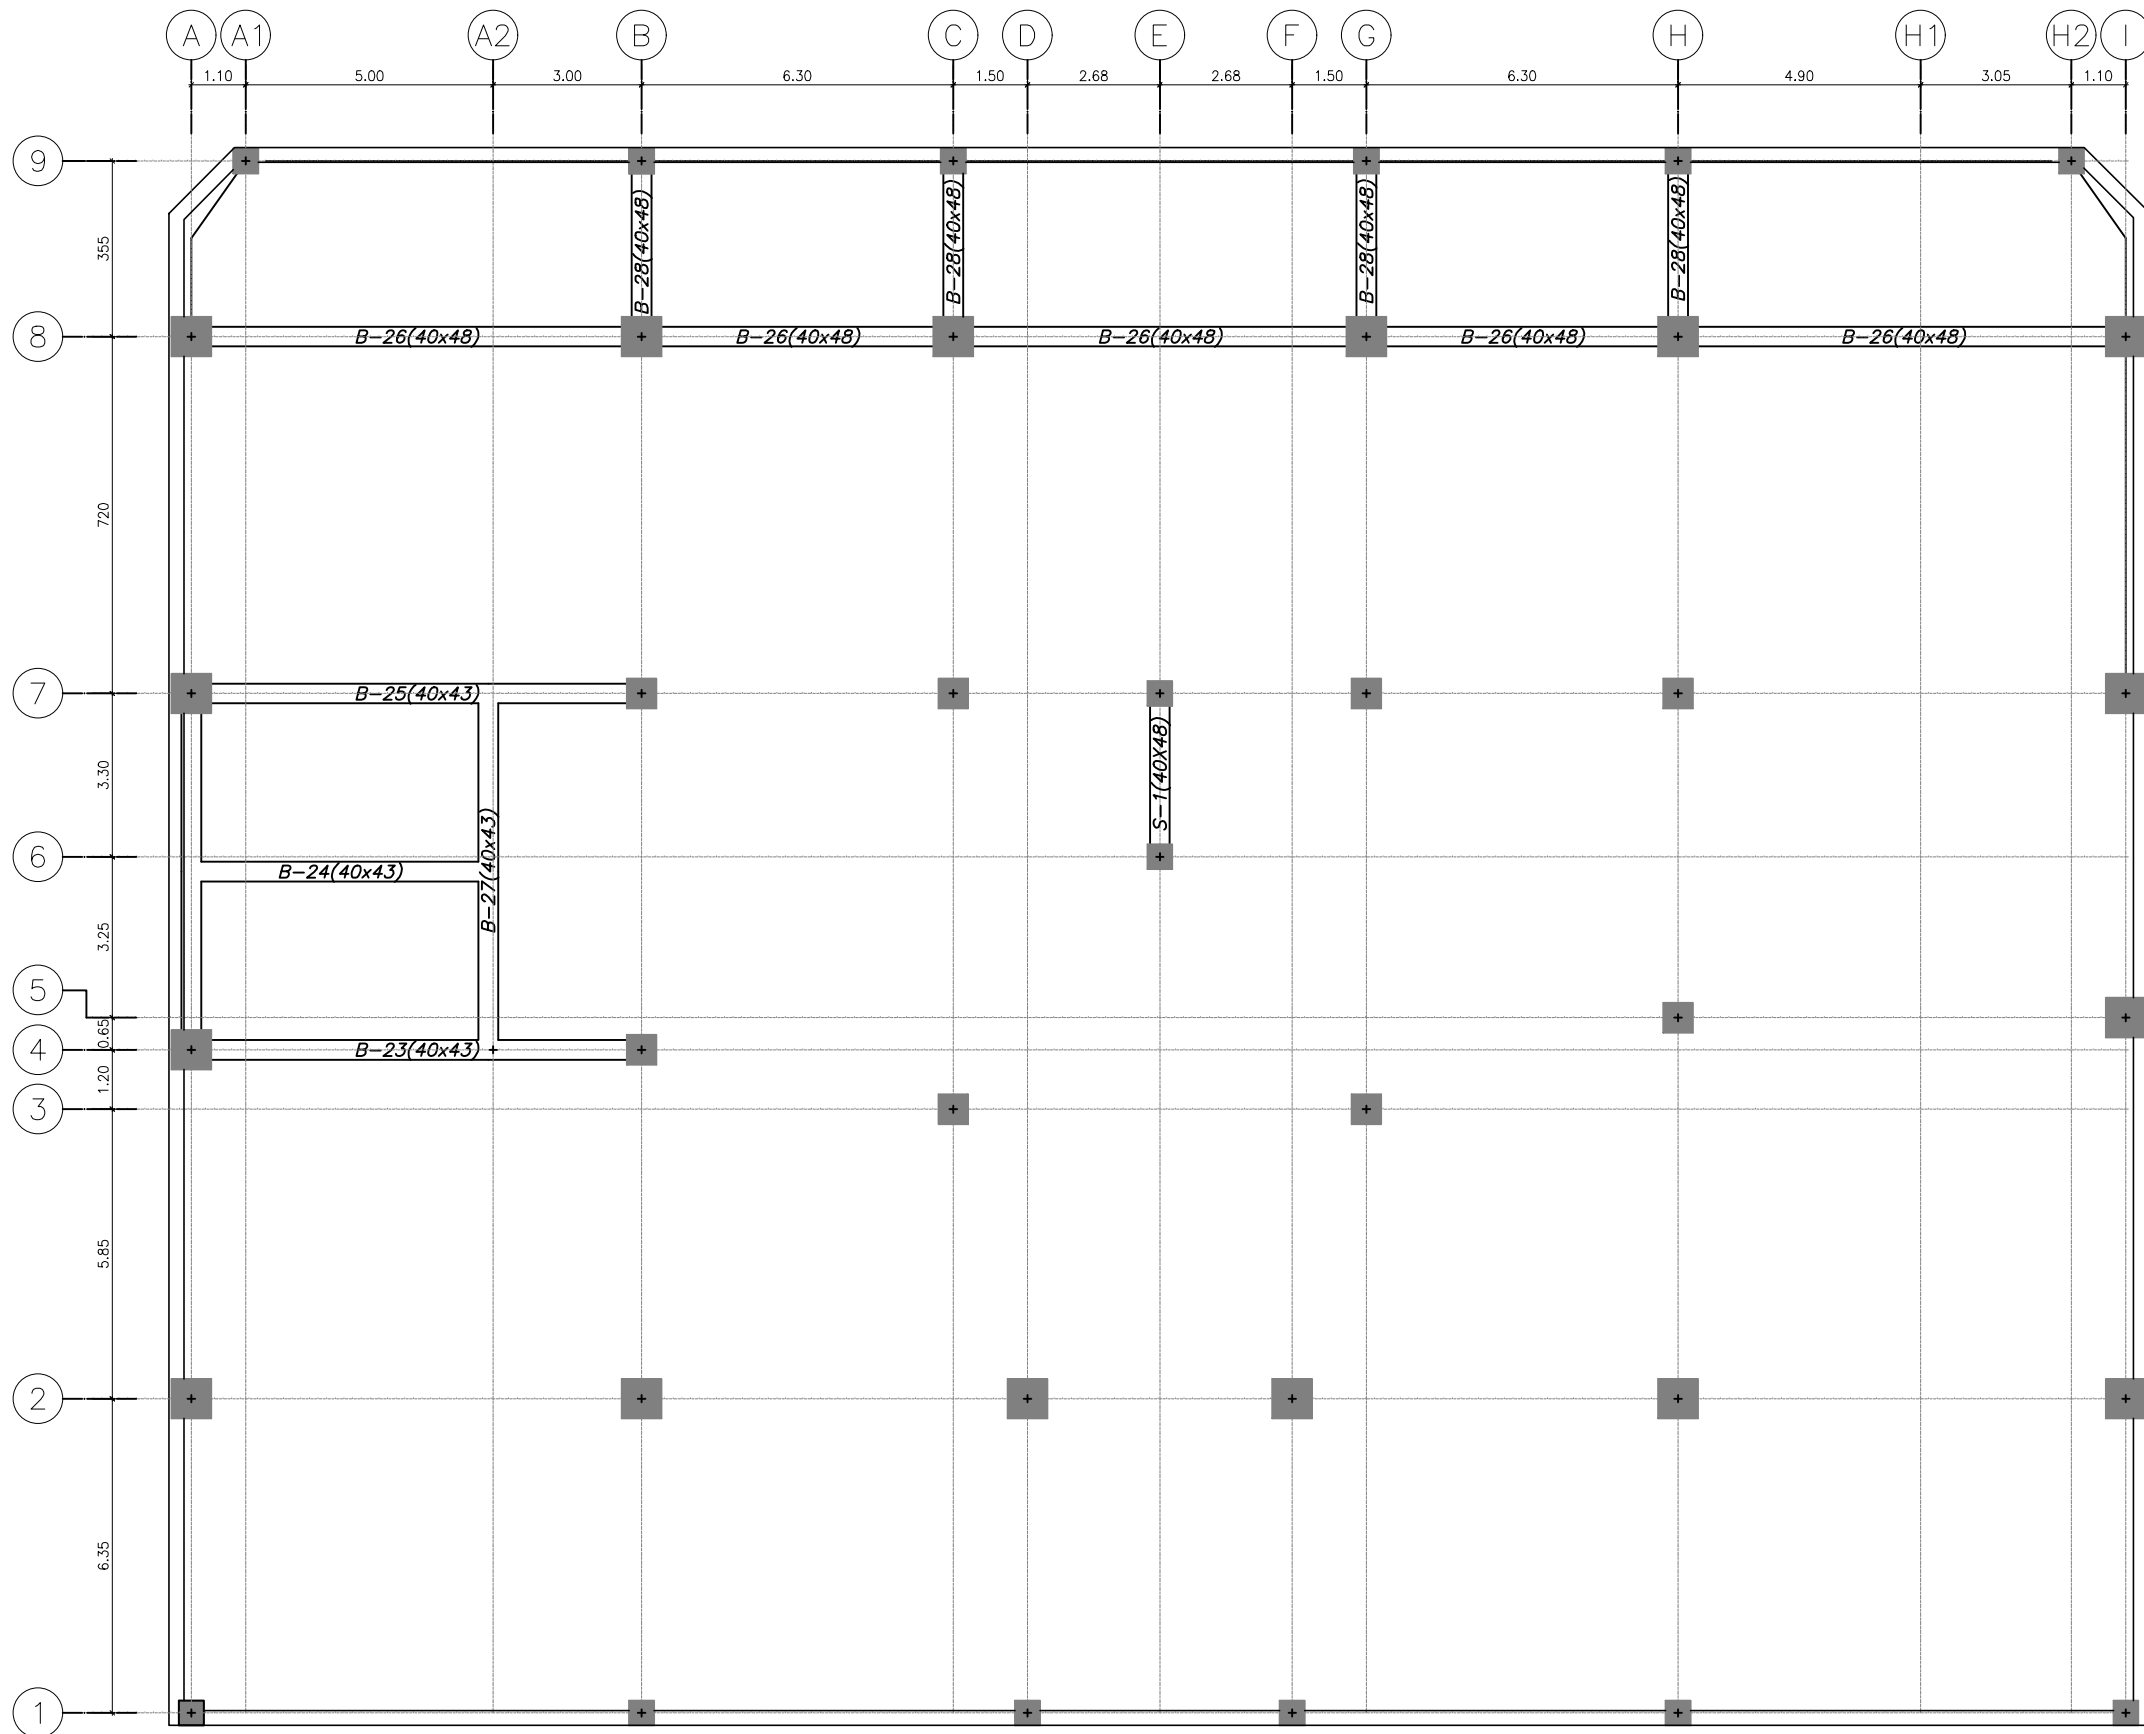 A A1 A2 B C D E F G H H1 H2 I
1.10 5.00 3.00 6.30 1.50 2.68 2.68 1.50 6.30 4.90 3.05 1.10
9
B-28(40x48) B-28(40x48) B-28(40x48) B-28(40x48)
355
8
B-26(40x48) B-26(40x48) B-26(40x48) B-26(40x48) B-26(40x48)
720
7
B-25(40x43)
3.30
S-1(40X48)
6
B-24(40x43)
B-27(40x43)
3.25
5
0.65
4
B-23(40x43)
1.20
3
5.85
2
6.35
1